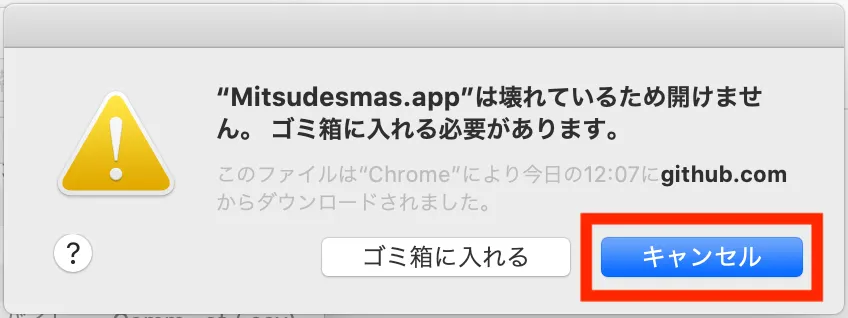 “Mitsudesmas.app”は壊れているため開けませ
ん。 ゴミ箱に入れる必要があります。
このファイルは“Chrome”により今日の12:07にgithub.com
からダウンロードされました。
?
ゴミ箱に入れる
キャンセル